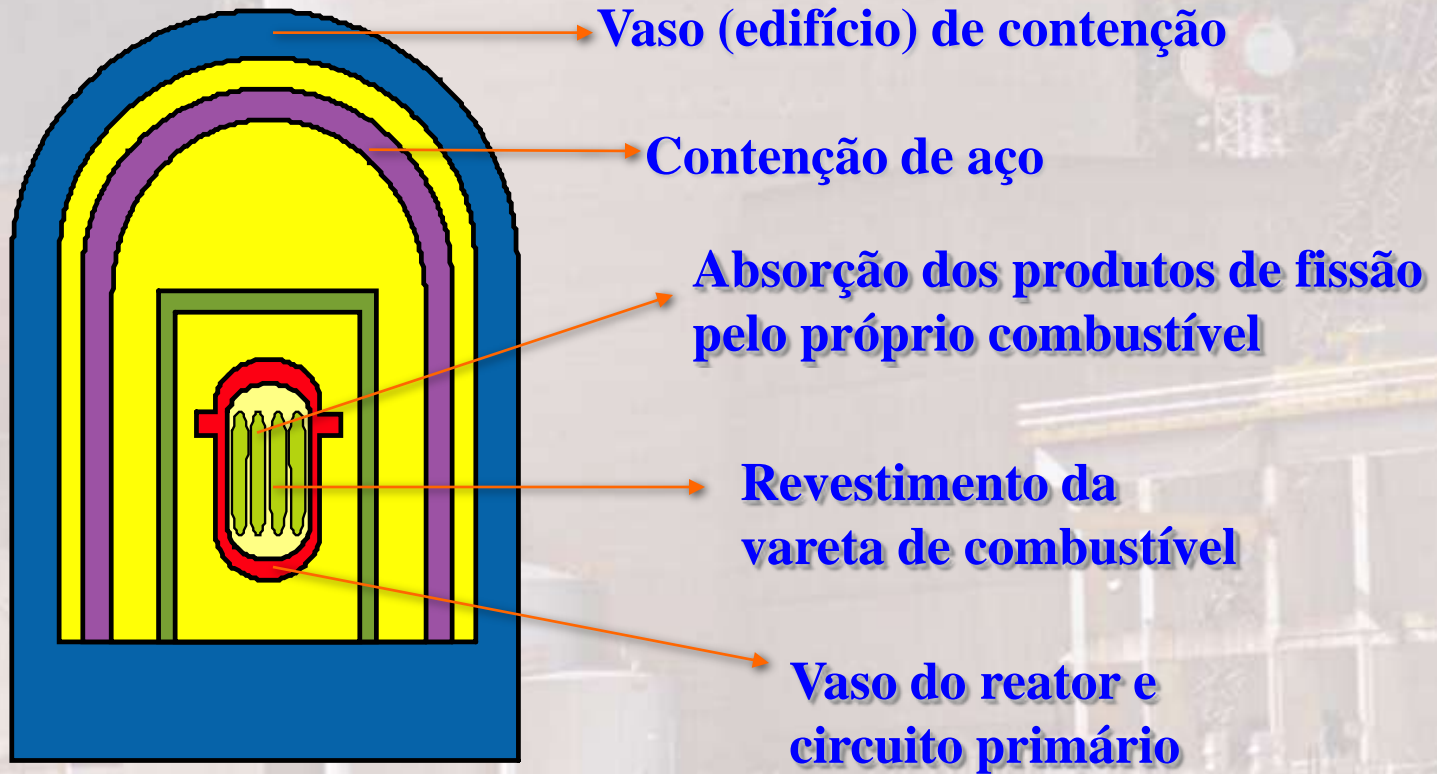 Vaso (edifício) de contenção
Contenção de aço
Absorção dos produtos de fissão
pelo próprio combustível
Revestimento da
vareta de combustível
Vaso do reator e
circuito primário